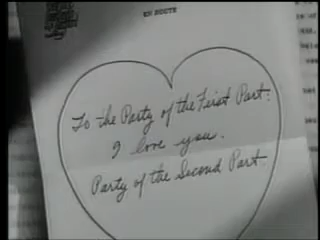 EN ROUTE
To the Party of the First Part:
I love you.
Party of the Second Part